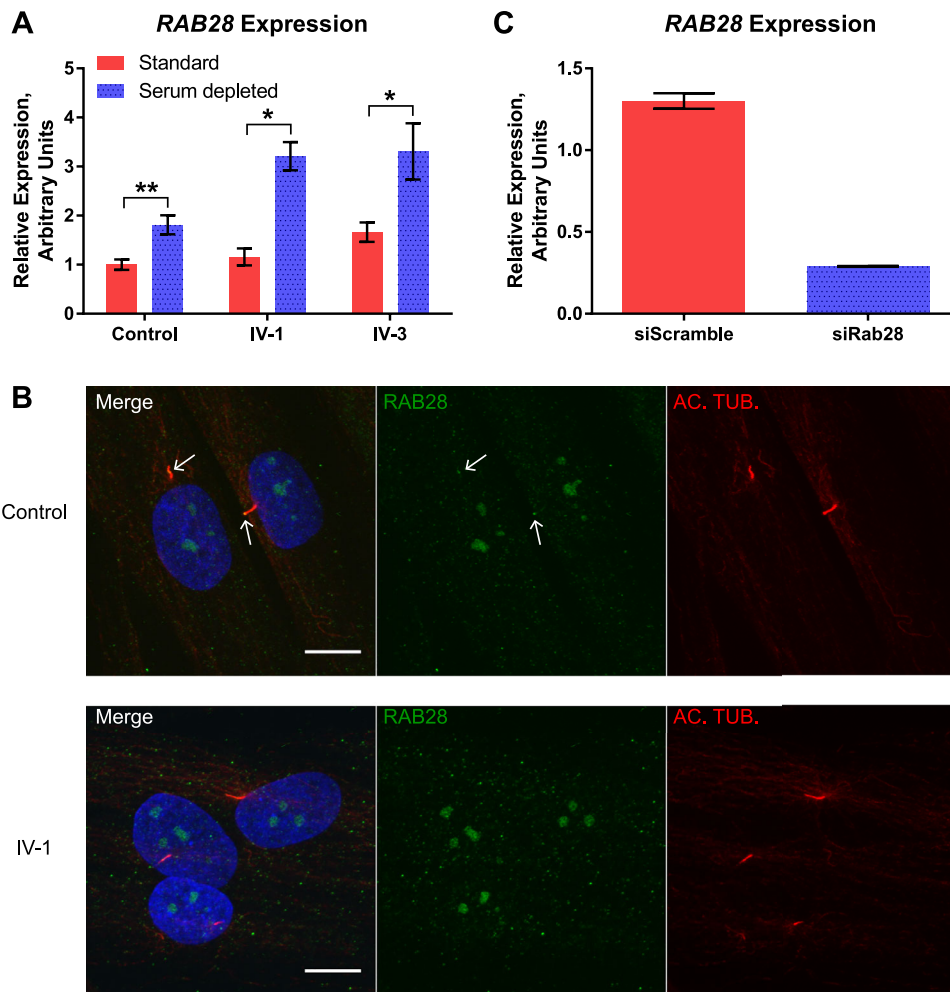 A
RAB28 Expression
Relative Expression,
Arbitrary Units
5
4
3
2
1
0
Standard
Serum depleted
**
*
*
Control
IV-1
IV-3
C
RAB28 Expression
Relative Expression,
Arbitrary Units
1.5
1.0
0.5
0.0
siScramble
siRab28
B
Merge
RAB28
AC. TUB.
Control
Merge
RAB28
AC. TUB.
IV-1